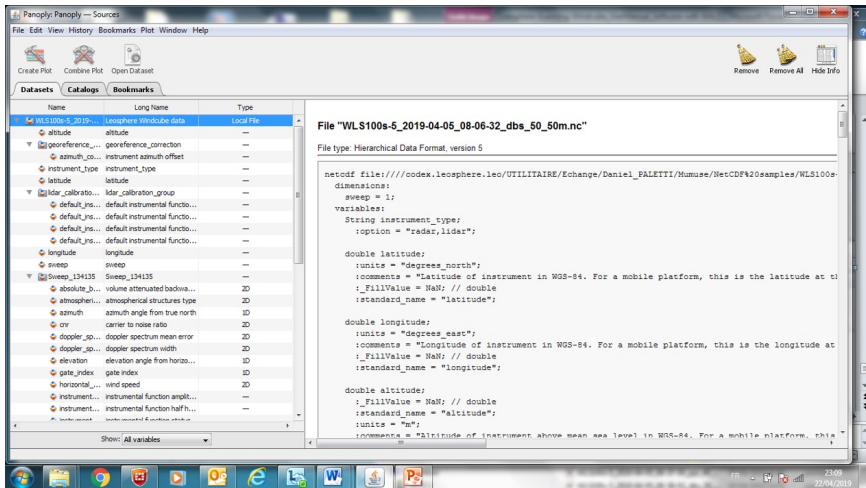 Panoply: Panoply — Sources
File Edit View History Bookmarks Plot Window Help
Create Plot Combine Plot Open Dataset Remove Remove All Hide Info
Datasets Catalogs Bookmarks
Name Long Name Type
WLS100s-5_2019-... Leosphere Windcube data Local File
altitude altitude —
georeference_... georeference_correction —
azimuth_co... instrument azimuth offset —
instrument_type instrument_type —
latitude latitude —
lidar_calibratio... lidar_calibration_group —
default_ins... default instrumental functio... —
default_ins... default instrumental functio... —
default_ins... default instrumental functio... —
default_ins... default instrumental functio... —
longitude longitude —
sweep sweep —
Sweep_134135 Sweep_134135 —
absolute_b... volume attenuated backwa... 2D
atmospheri... atmospherical structures type 2D
azimuth azimuth angle from true north 1D
cnr carrier to noise ratio 2D
doppler_sp... doppler spectrum mean error 2D
doppler_sp... doppler spectrum width 2D
elevation elevation angle from horizo... 1D
gate_index gate index 1D
horizontal_... wind speed 2D
instrument... instrumental function amplit... —
instrument... instrumental function half h... —
Show: All variables
File "WLS100s-5_2019-04-05_08-06-32_dbs_50_50m.nc"
File type: Hierarchical Data Format, version 5
netcdf file:////codex.leosphere.leo/UTILITAIRE/Echange/Daniel_PALETTI/Mumuse/NetCDF%20samples/WLS100s-
dimensions:
sweep = 1;
variables:
String instrument_type;
:option = "radar,lidar";
double latitude;
:units = "degrees_north";
:comments = "Latitude of instrument in WGS-84. For a mobile platform, this is the latitude at
:_FillValue = NaN; // double
:standard_name = "latitude";
double longitude;
:units = "degrees_east";
:comments = "Longitude of instrument in WGS-84. For a mobile platform, this is the longitude at
:_FillValue = NaN; // double
:standard_name = "longitude";
double altitude;
:_FillValue = NaN; // double
:standard_name = "altitude";
:units = "m";
:comments = "Altitude of instrument above mean sea level in WGS-84. For a mobile platform, this
23:09
22/04/2019